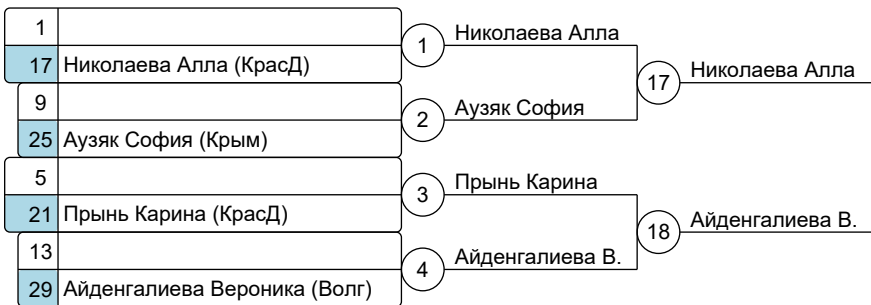 1
17 Николаева Алла (КрасД)
9
25 Аузяк София (Крым)
5
21 Прынь Карина (КрасД)
13
29 Айденгалиева Вероника (Волг)
1 Николаева Алла
2 Аузяк София
3 Прынь Карина
4 Айденгалиева В.
17 Николаева Алла
18 Айденгалиева В.